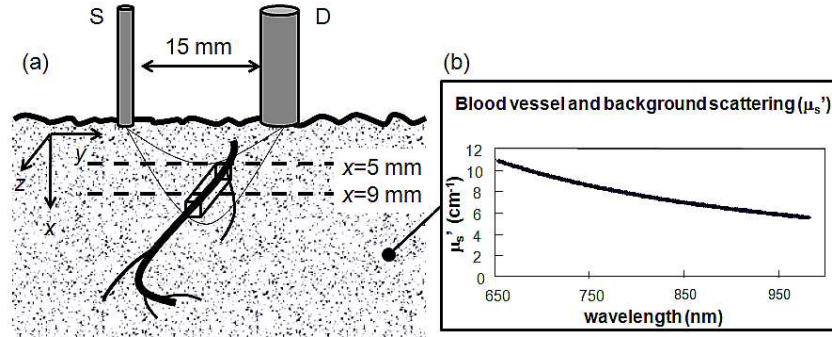 S D
(a) 15 mm
y
z
x
x=5 mm
x=9 mm
(b)
Blood vessel and background scattering (μs’)
μs’ (cm⁻¹)
12
10
8
6
4
2
0
650 750 850 950
wavelength (nm)